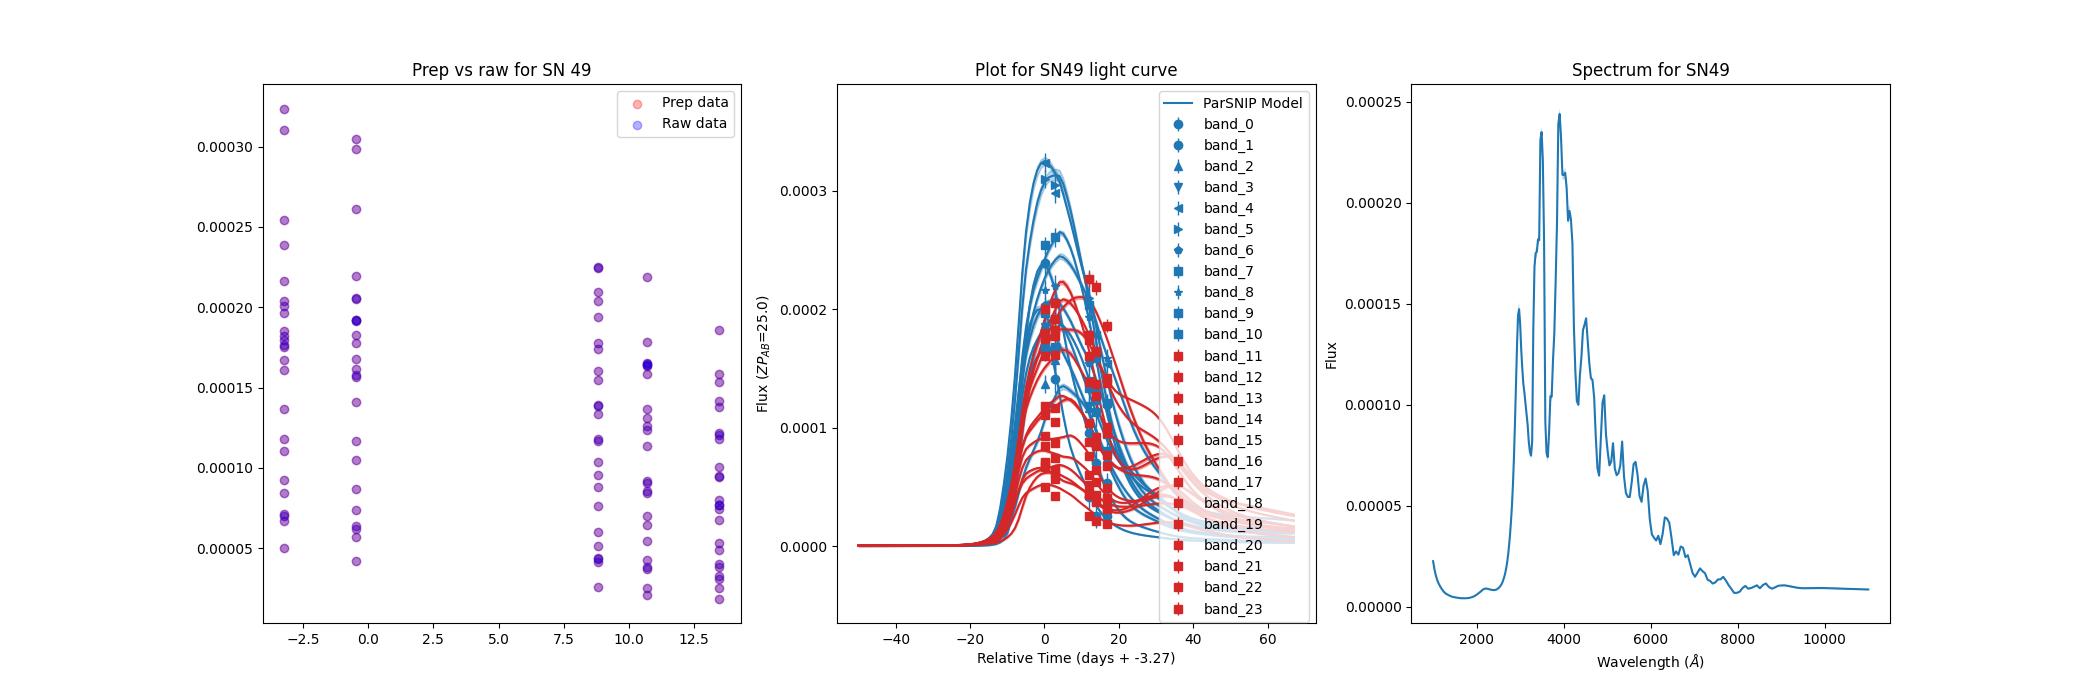 Prep vs raw for SN 49
Prep data
Raw data
0.00030
0.00025
0.00020
0.00015
0.00010
0.00005
−2.5 0.0 2.5 5.0 7.5 10.0 12.5
Plot for SN49 light curve
Flux (ZP_AB=25.0)
0.0003
0.0002
0.0001
0.0000
ParSNIP Model
band_0
band_1
band_2
band_3
band_4
band_5
band_6
band_7
band_8
band_9
band_10
band_11
band_12
band_13
band_14
band_15
band_16
band_17
band_18
band_19
band_20
band_21
band_22
band_23
−40 −20 0 20 40 60
Relative Time (days + -3.27)
Spectrum for SN49
Flux
0.00025
0.00020
0.00015
0.00010
0.00005
0.00000
2000 4000 6000 8000 10000
Wavelength (Å)